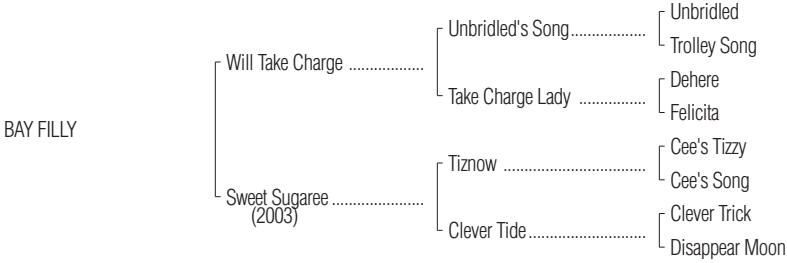 Unbridled
Unbridled's Song..................
Trolley Song
Will Take Charge ..................
Dehere
Take Charge Lady ................
Felicita
BAY FILLY
Cee's Tizzy
Tiznow ..................................
Cee's Song
Sweet Sugaree ......................
(2003)
Clever Trick
Clever Tide............................
Disappear Moon